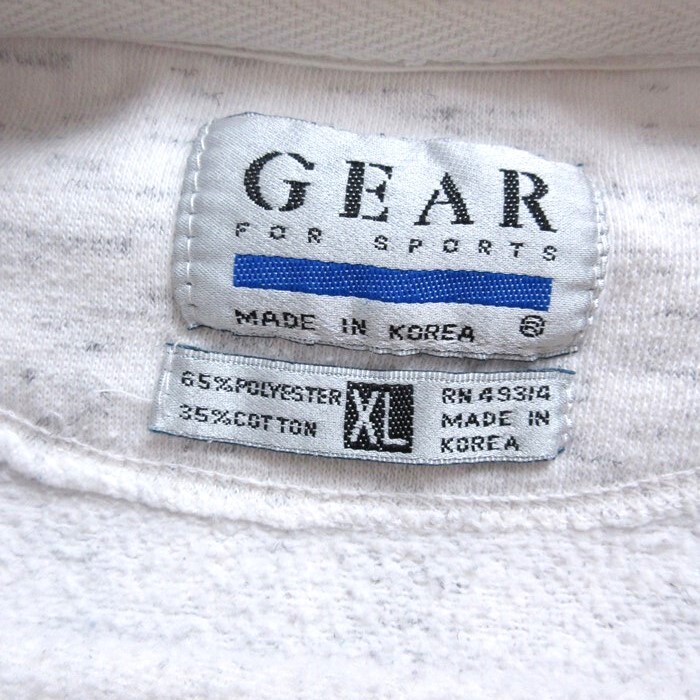 GEAR
FOR SPORTS
MADE IN KOREA ®
65%POLYESTER
35%COTTON
XL
RN 49314
MADE IN
KOREA